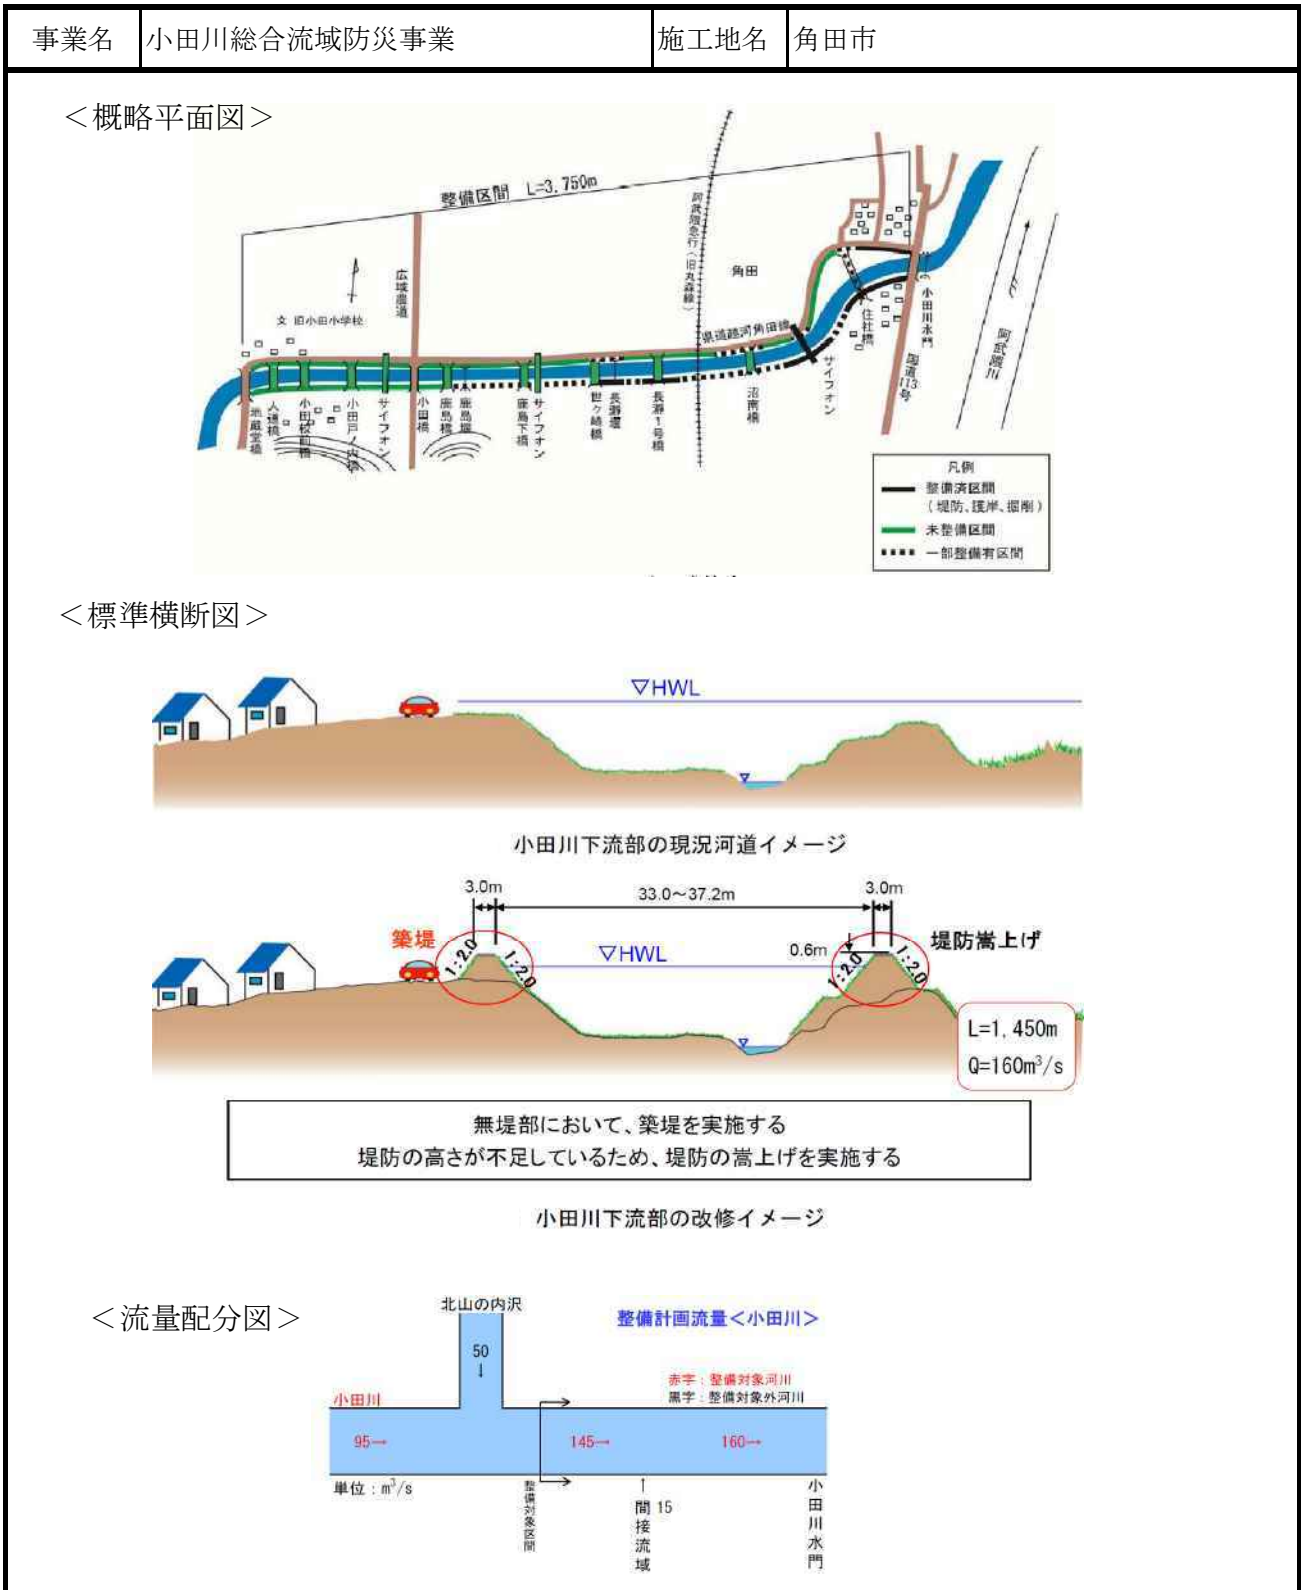 事業名 小田川総合流域防災事業 施工地名 角田市
＜概略平面図＞
整備区間 L=3,750m
阿武隈急行(旧丸森線)
角田
広域農道
文 旧小田小学校
県道越河角田線
住社橋
小田川水門
国道113号
阿武隈川
サイフォン
地蔵堂橋
人道橋
小田校前橋
小田戸ノ内橋
サイフォン
小田橋
鹿島橋
鹿島堰
鹿島下橋
サイフォン
世ヶ崎橋
長瀞堰
長瀞1号橋
沼南橋
凡例
整備済区間
(堤防、護岸、掘削)
未整備区間
一部整備有区間
＜標準横断図＞
▽HWL
小田川下流部の現況河道イメージ
3.0m 33.0～37.2m 3.0m
築堤 ▽HWL 0.6m 堤防嵩上げ
1:2.0 1:2.0 1:2.0 1:2.0
L=1,450m
Q=160m³/s
無堤部において、築堤を実施する
堤防の高さが不足しているため、堤防の嵩上げを実施する
小田川下流部の改修イメージ
＜流量配分図＞
北山の内沢
整備計画流量＜小田川＞
50
↓
赤字：整備対象河川
黒字：整備対象外河川
小田川
95→ 145→ 160→
単位：m³/s
整備対象区間
↑
間接流域
15
小田川水門